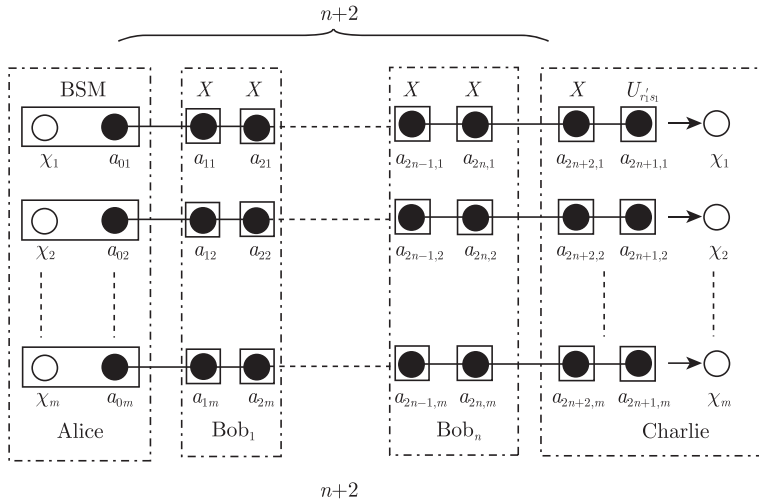 n+2
BSM X X X X X U_{r'_1s_1}
χ_1 a_{01} a_{11} a_{21} a_{2n−1,1} a_{2n,1} a_{2n+2,1} a_{2n+1,1} χ_1
χ_2 a_{02} a_{12} a_{22} a_{2n−1,2} a_{2n,2} a_{2n+2,2} a_{2n+1,2} χ_2
χ_m a_{0m} a_{1m} a_{2m} a_{2n−1,m} a_{2n,m} a_{2n+2,m} a_{2n+1,m} χ_m
Alice Bob_1 Bob_n Charlie
n+2